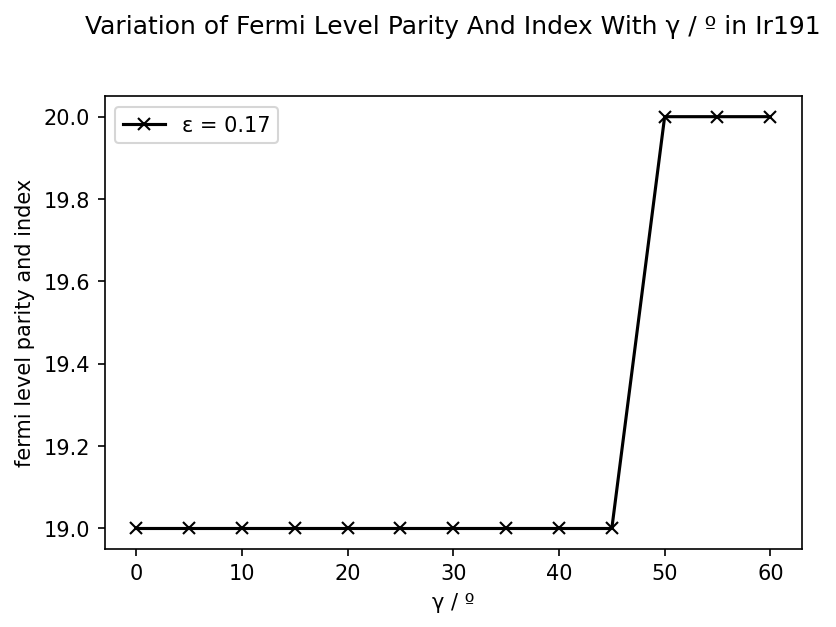 Variation of Fermi Level Parity And Index With γ / º in Ir191
ε = 0.17
fermi level parity and index
20.0
19.8
19.6
19.4
19.2
19.0
0 10 20 30 40 50 60
γ / º